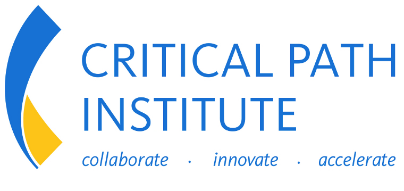 CRITICAL PATH
INSTITUTE
collaborate · innovate · accelerate